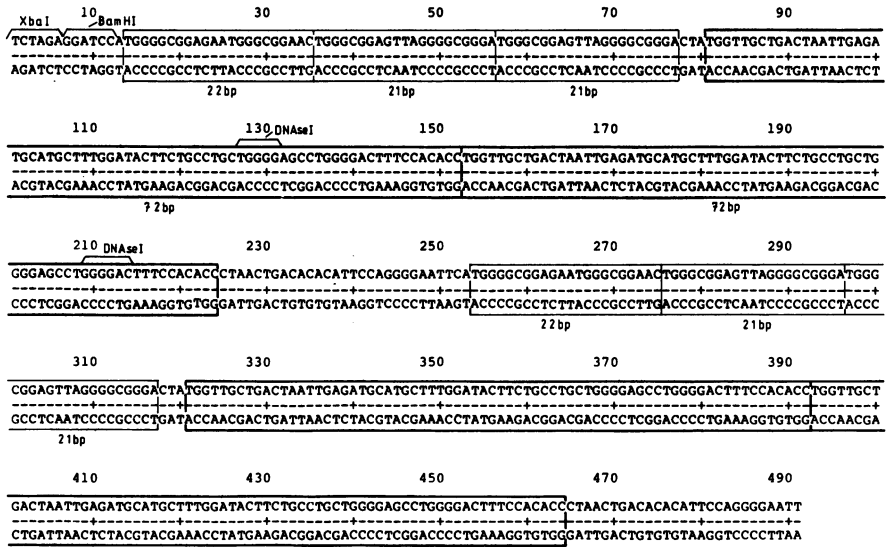 XbaI 10 BamHI 30 50 70 90
TCTAGAGGATCCATGGGGCGGAGAATGGGCGGAACTGGGCGGAGTTAGGGGCGGGATGGGCGGAGTTAGGGGCGGGACTATGGTTGCTGACTAATTGAGA
---------+---------+---------+---------+---------+---------+---------+---------+---------+---------+
AGATCTCCTAGGTACCCCGCCTCTTACCCGCCTTGACCCGCCTCAATCCCCGCCCTACCCGCCTCAATCCCCGCCCTGATACCAACGACTGATTAACTCT
22bp 21bp 21bp
110 130 DNAseI 150 170 190
TGCATGCTTTGGATACTTCTGCCTGCTGGGGAGCCTGGGGACTTTCCACACCTGGTTGCTGACTAATTGAGATGCATGCTTTGGATACTTCTGCCTGCTG
---------+---------+---------+---------+---------+---------+---------+---------+---------+---------+
ACGTACGAAACCTATGAAGACGGACGACCCCTCGGACCCCTGAAAGGTGTGGACCAACGACTGATTAACTCTACGTACGAAACCTATGAAGACGGACGAC
72bp 72bp
210 DNAseI 230 250 270 290
GGGAGCCTGGGGACTTTCCACACCCTAACTGACACACATTCCAGGGGAATTCATGGGGCGGAGAATGGGCGGAACTGGGCGGAGTTAGGGGCGGGATGGG
---------+---------+---------+---------+---------+---------+---------+---------+---------+---------+
CCCTCGGACCCCTGAAAGGTGTGGGATTGACTGTGTGTAAGGTCCCCTTAAGTACCCCGCCTCTTACCCGCCTTGACCCGCCTCAATCCCCGCCCTACCC
22bp 21bp
310 330 350 370 390
CGGAGTTAGGGGCGGGACTATGGTTGCTGACTAATTGAGATGCATGCTTTGGATACTTCTGCCTGCTGGGGAGCCTGGGGACTTTCCACACCTGGTTGCT
---------+---------+---------+---------+---------+---------+---------+---------+---------+---------+
GCCTCAATCCCCGCCCTGATACCAACGACTGATTAACTCTACGTACGAAACCTATGAAGACGGACGACCCCTCGGACCCCTGAAAGGTGTGGACCAACGA
21bp
410 430 450 470 490
GACTAATTGAGATGCATGCTTTGGATACTTCTGCCTGCTGGGGAGCCTGGGGACTTTCCACACCCTAACTGACACACATTCCAGGGGAATT
---------+---------+---------+---------+---------+---------+---------+---------+---------+-
CTGATTAACTCTACGTACGAAACCTATGAAGACGGACGACCCCTCGGACCCCTGAAAGGTGTGGGATTGACTGTGTGTAAGGTCCCCTTAA